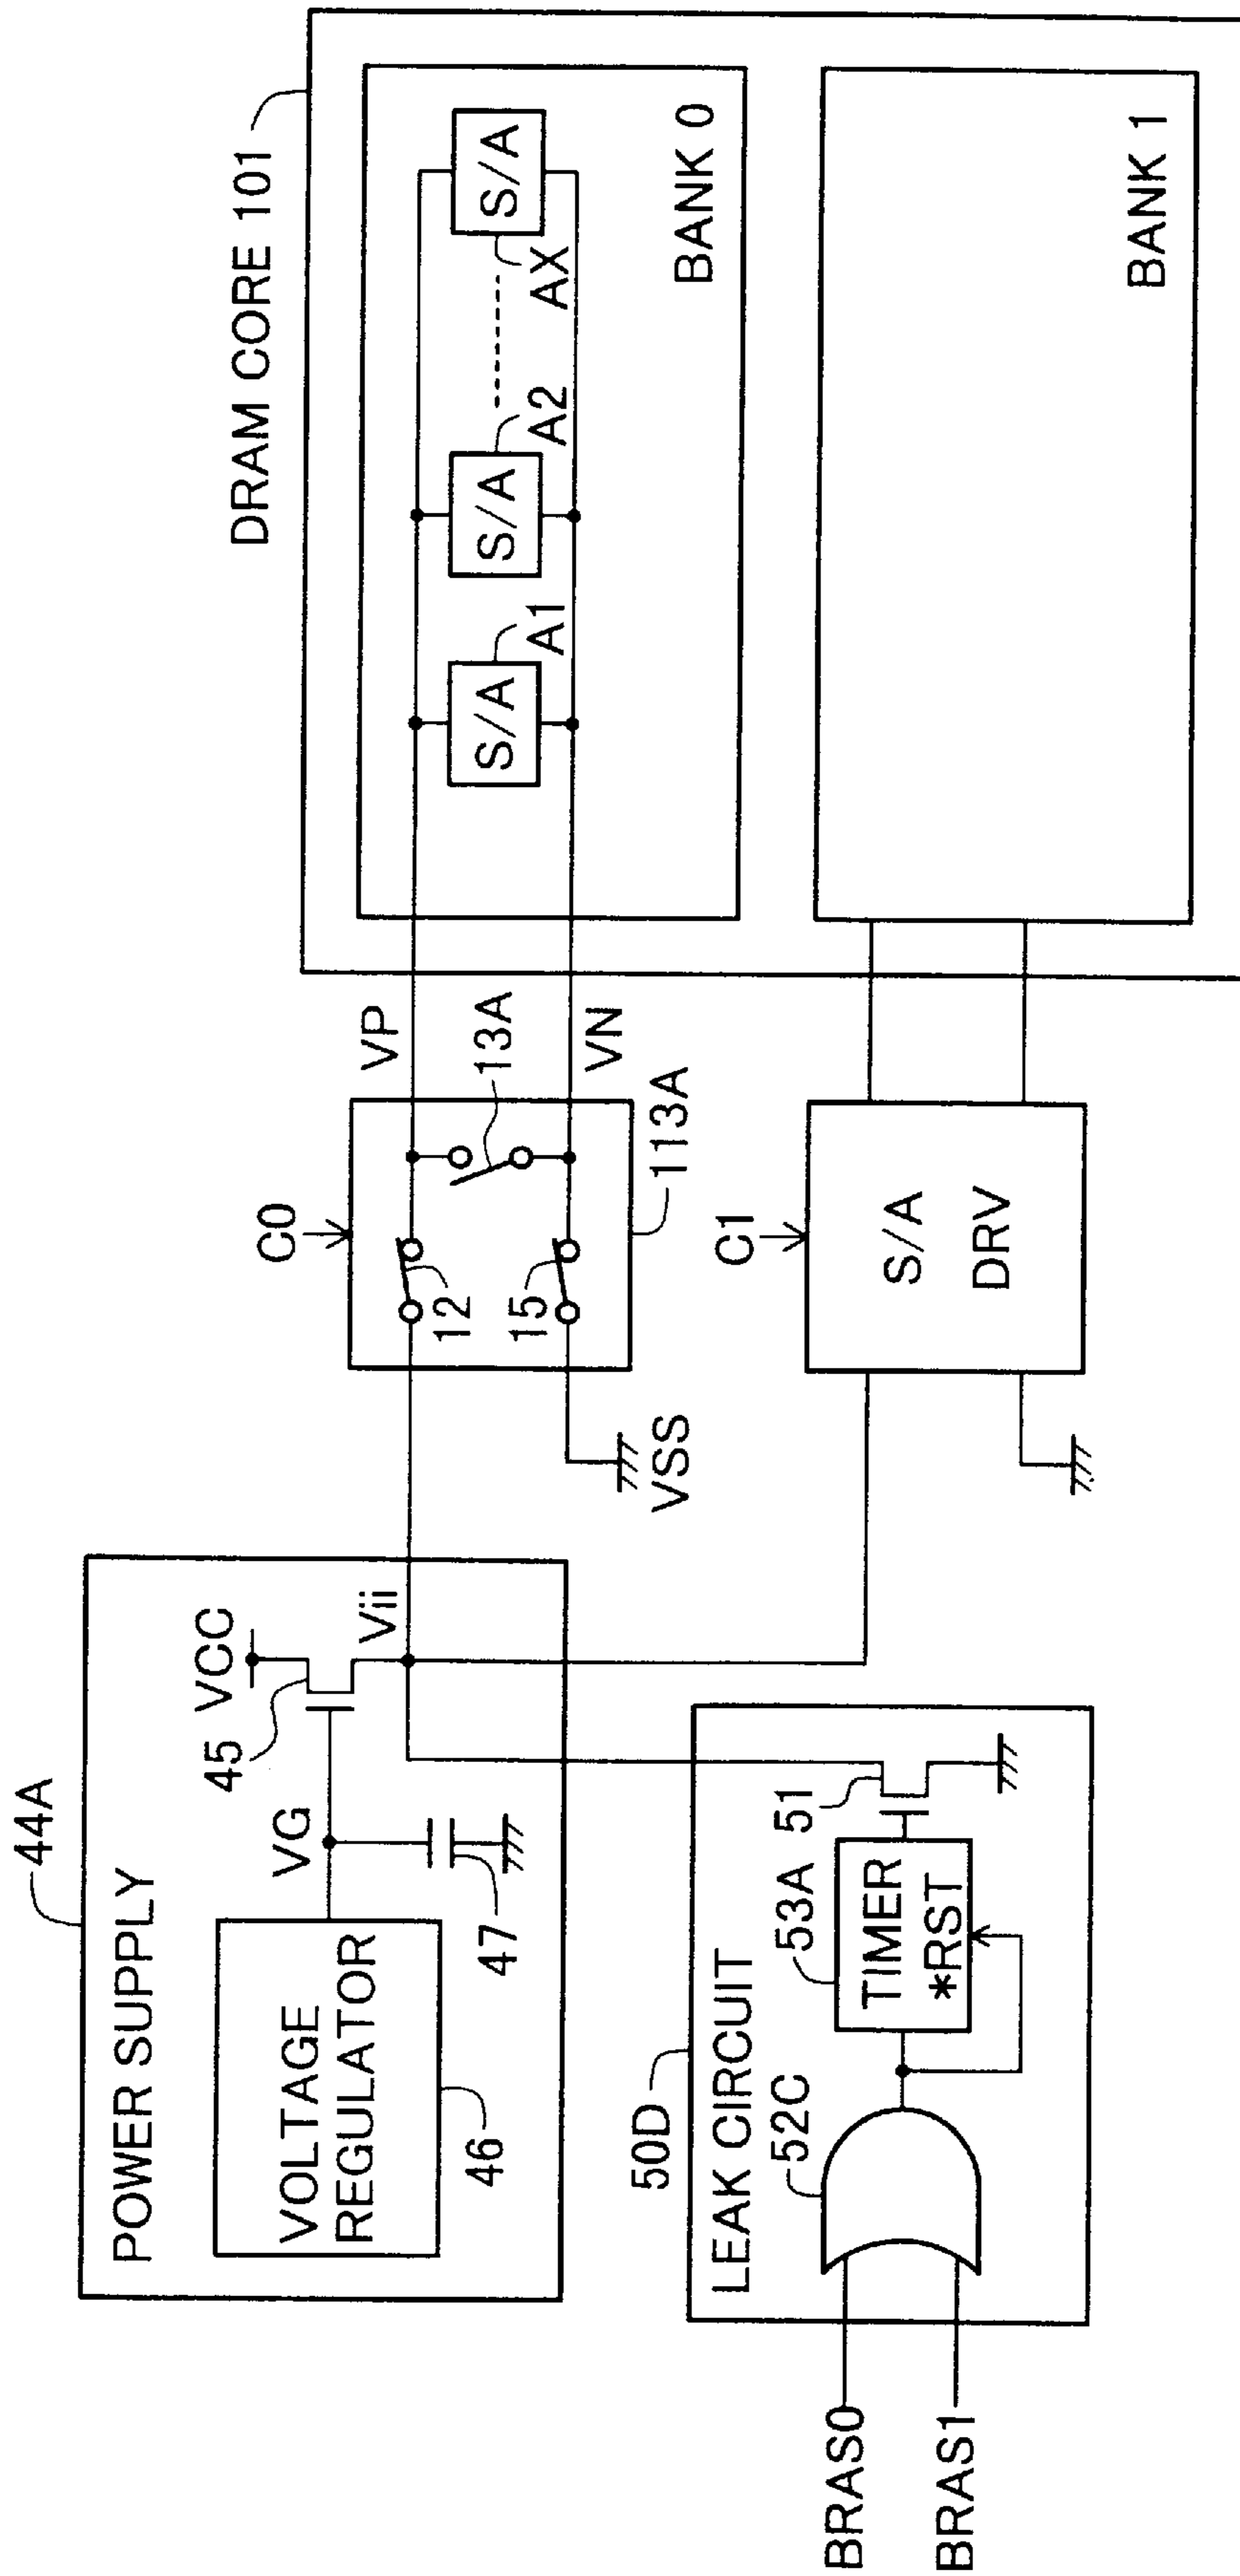 44A
POWER SUPPLY
VOLTAGE
REGULATOR
46
VG
47
45
VCC
Vii
C0
12
15
VSS
13A
113A
VP
VN
DRAM CORE 101
S/A
A1
S/A
A2
S/A
AX
BANK 0
BRAS0
BRAS1
50D
LEAK CIRCUIT
52C
53A
TIMER
*RST
51
C1
S/A
DRV
BANK 1